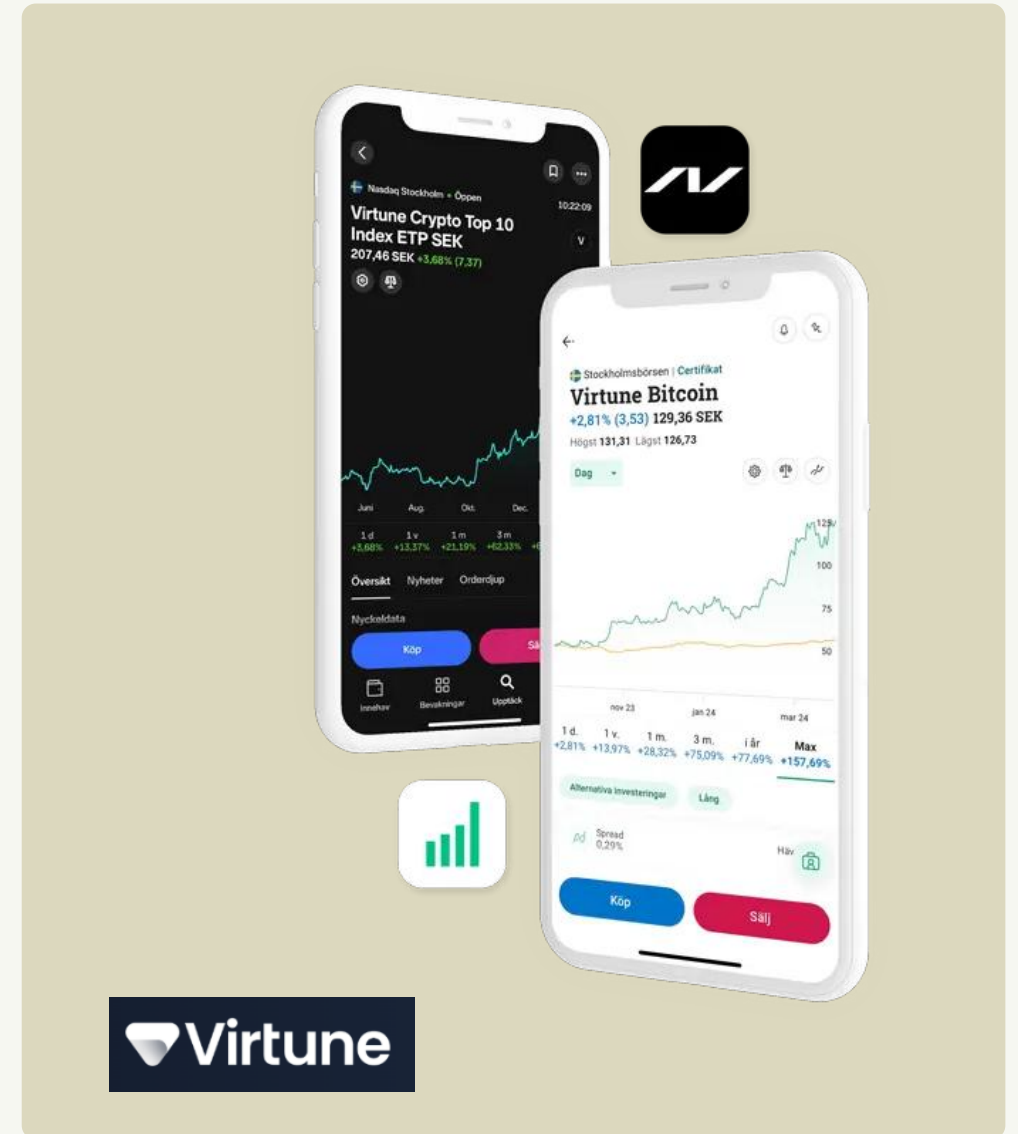 Nasdaq Stockholm • Öppen
10:22:09
Virtune Crypto Top 10
Index ETP SEK
V
207,46 SEK +3,68% (7,37)
Juni Aug. Okt. Dec.
1 d 1 v 1 m 3 m
+3,68% +13,37% +21,19% +62,33%
Översikt Nyheter Orderdjup
Nyckeldata
Köp
Innehav Bevakningar Upptäck
Stockholmsbörsen | Certifikat
Virtune Bitcoin
+2,81% (3,53) 129,36 SEK
Högst 131,31 Lägst 126,73
Dag
125
100
75
50
nov 23 jan 24 mar 24
1 d. 1 v. 1 m. 3 m. i år Max
+2,81% +13,97% +28,32% +75,09% +77,69% +157,69%
Alternativa investeringar Lång
Spread
0,29%
Häv
Köp Sälj
Virtune